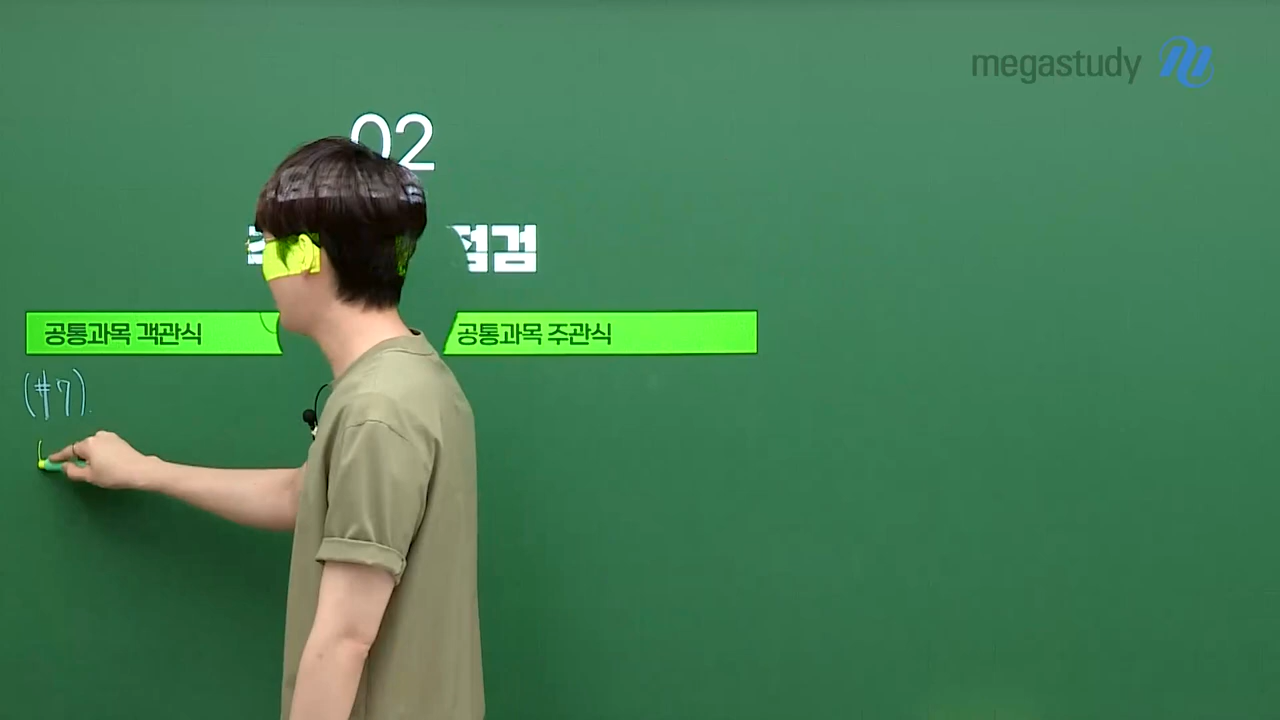 megastudy
02
점검
공통과목 객관식
공통과목 주관식
(#7).